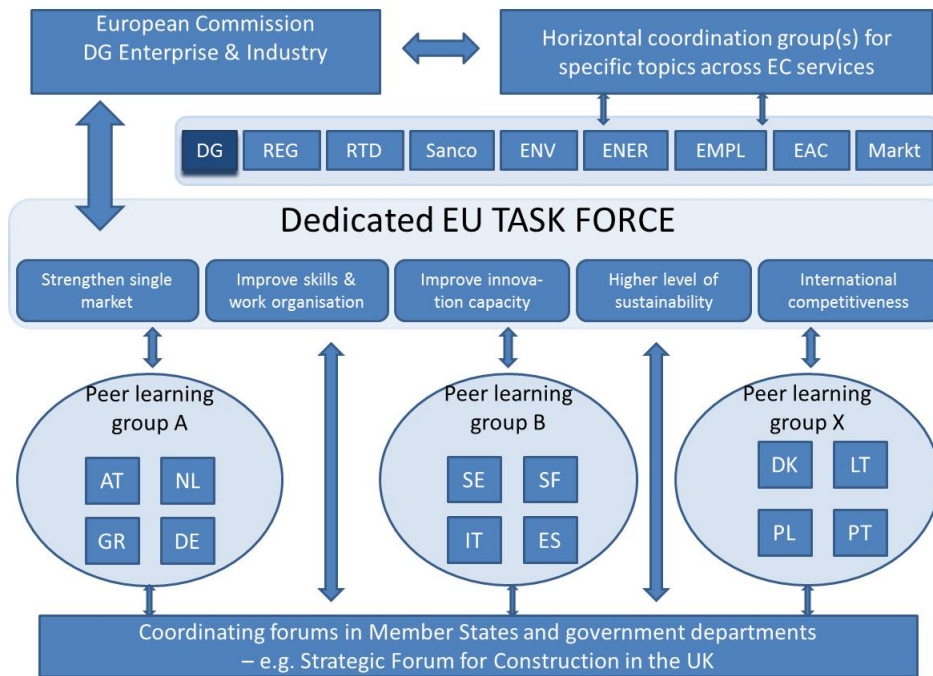 European Commission
DG Enterprise & Industry
Horizontal coordination group(s) for
specific topics across EC services
DG REG RTD Sanco ENV ENER EMPL EAC Markt
Dedicated EU TASK FORCE
Strengthen single
market
Improve skills &
work organisation
Improve innova-
tion capacity
Higher level of
sustainability
International
competitiveness
Peer learning
group A
AT NL
GR DE
Peer learning
group B
SE SF
IT ES
Peer learning
group X
DK LT
PL PT
Coordinating forums in Member States and government departments
– e.g. Strategic Forum for Construction in the UK